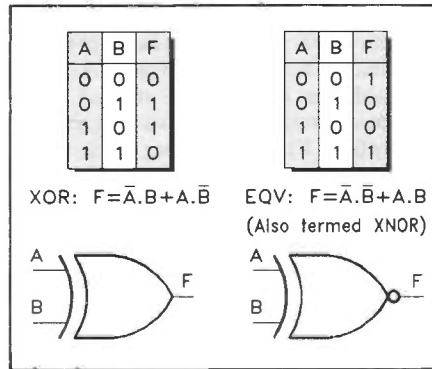 A B F
0 0 0
0 1 1
1 0 1
1 1 0
XOR: F=A̅.B+A.B̅
A
B
F
A B F
0 0 1
0 1 0
1 0 0
1 1 1
EQV: F=A̅.B̅+A.B
(Also termed XNOR)
A
B
F